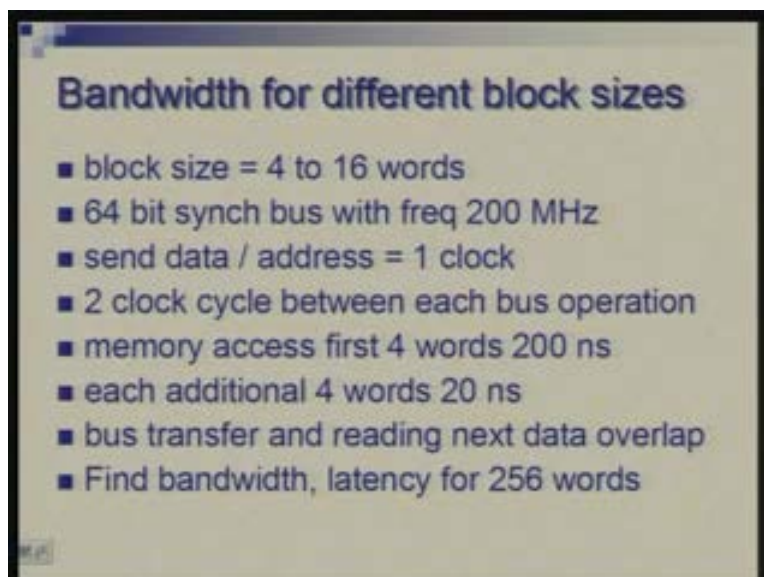 Bandwidth for different block sizes
block size = 4 to 16 words
64 bit synch bus with freq 200 MHz
send data / address = 1 clock
2 clock cycle between each bus operation
memory access first 4 words 200 ns
each additional 4 words 20 ns
bus transfer and reading next data overlap
Find bandwidth, latency for 256 words